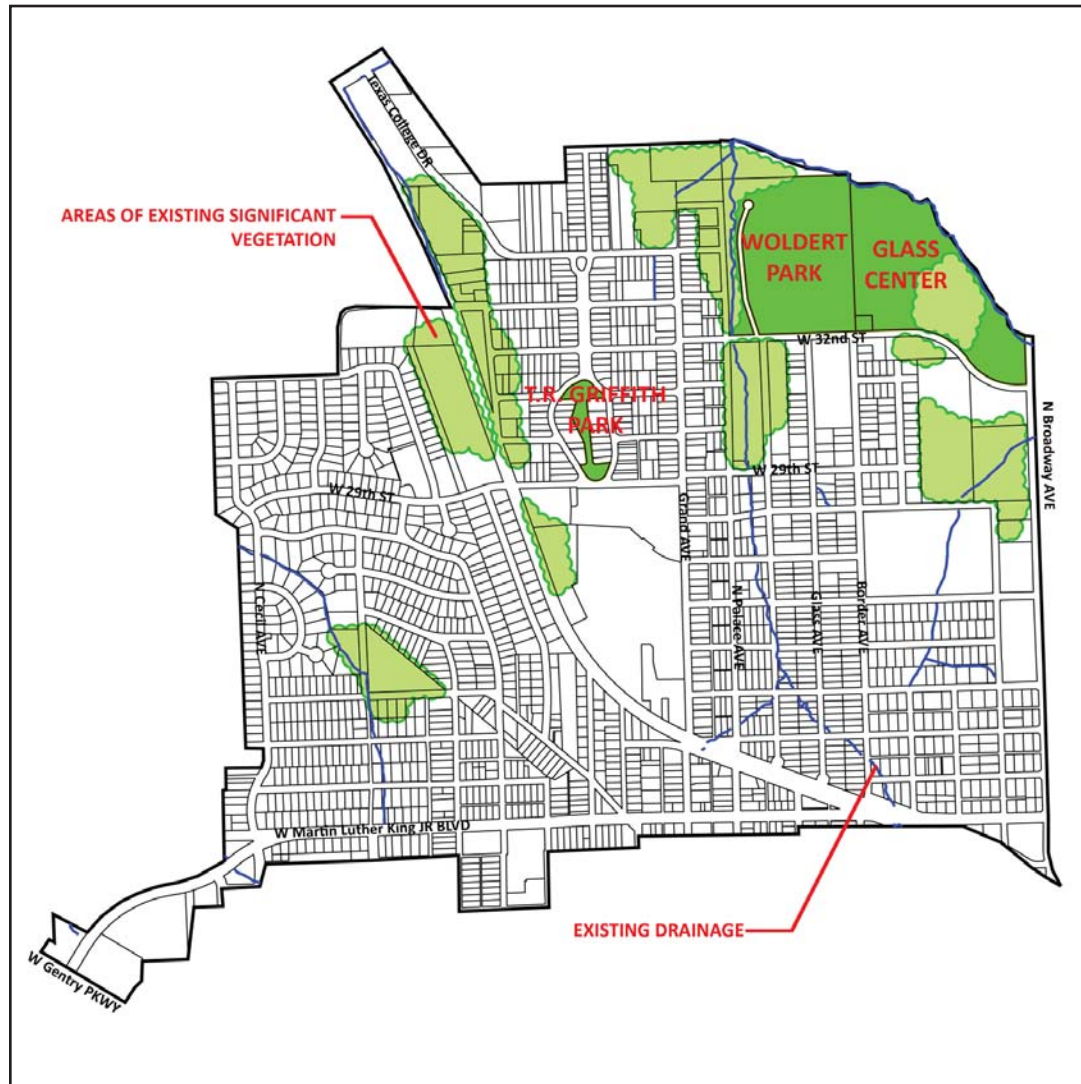 Texas College DR
AREAS OF EXISTING SIGNIFICANT
VEGETATION
WOLDERT
PARK
GLASS
CENTER
W 32nd ST
T.R. GRIFFITH
PARK
N Broadway AVE
W 29th ST
W 29th ST
Grand AVE
N Cecil AVE
N Palace AVE
Glass AVE
Border AVE
W Martin Luther King JR BLVD
EXISTING DRAINAGE
W Gentry PKWY